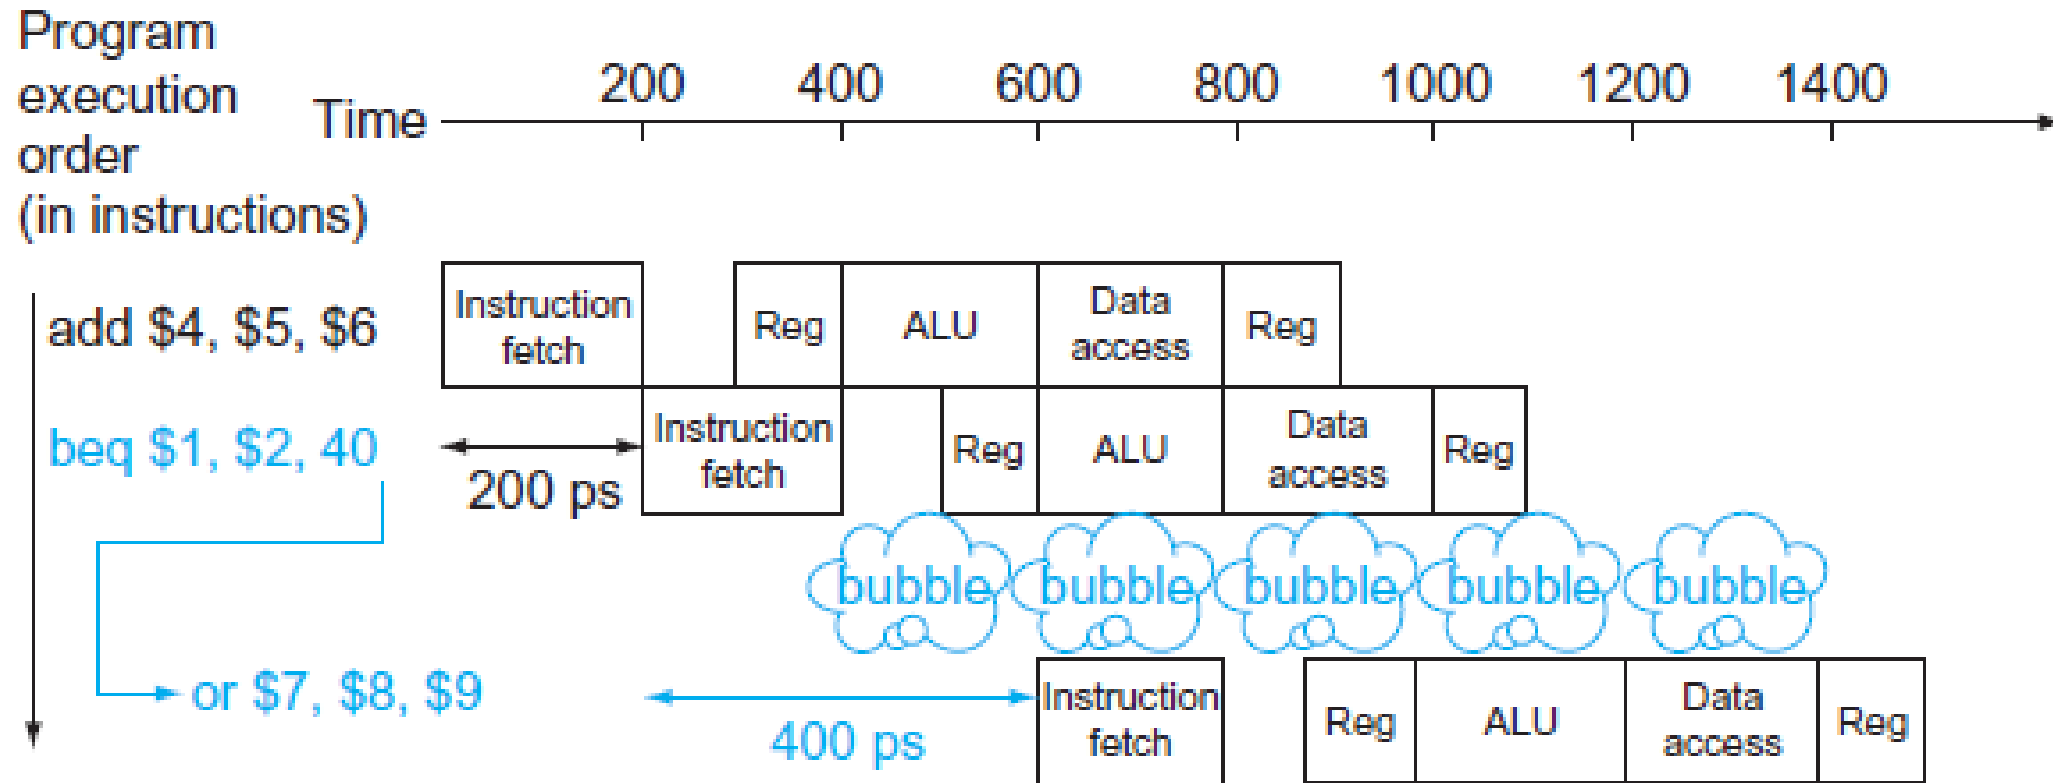 Program
execution
order
(in instructions)
Time
200 400 600 800 1000 1200 1400
add $4, $5, $6
Instruction
fetch
Reg
ALU
Data
access
Reg
beq $1, $2, 40
200 ps
Instruction
fetch
Reg
ALU
Data
access
Reg
bubble bubble bubble bubble bubble
or $7, $8, $9
400 ps
Instruction
fetch
Reg
ALU
Data
access
Reg